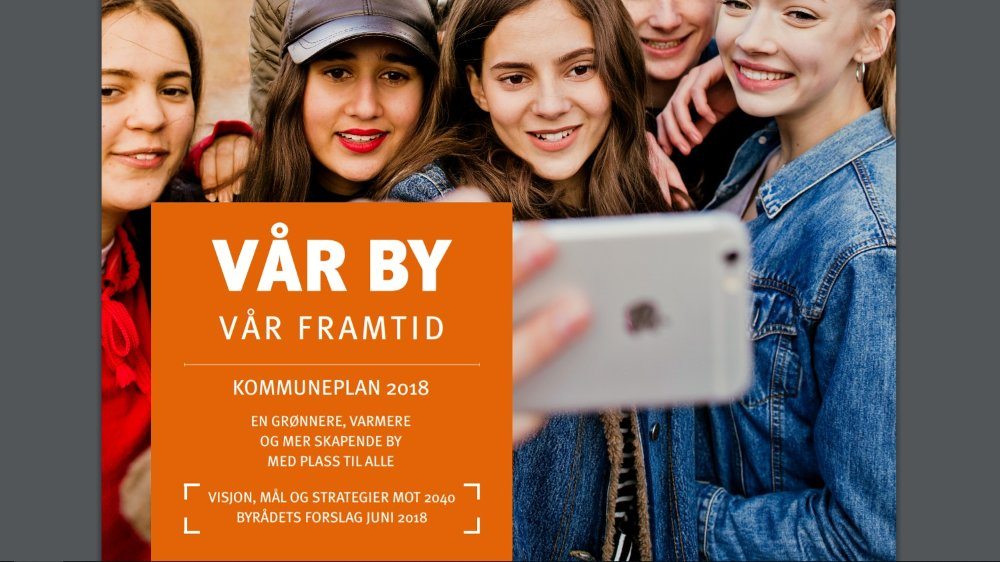 VÅR BY
VÅR FRAMTID
KOMMUNEPLAN 2018
EN GRØNNERE, VARMERE
OG MER SKAPENDE BY
MED PLASS TIL ALLE
VISJON, MÅL OG STRATEGIER MOT 2040
BYRÅDETS FORSLAG JUNI 2018